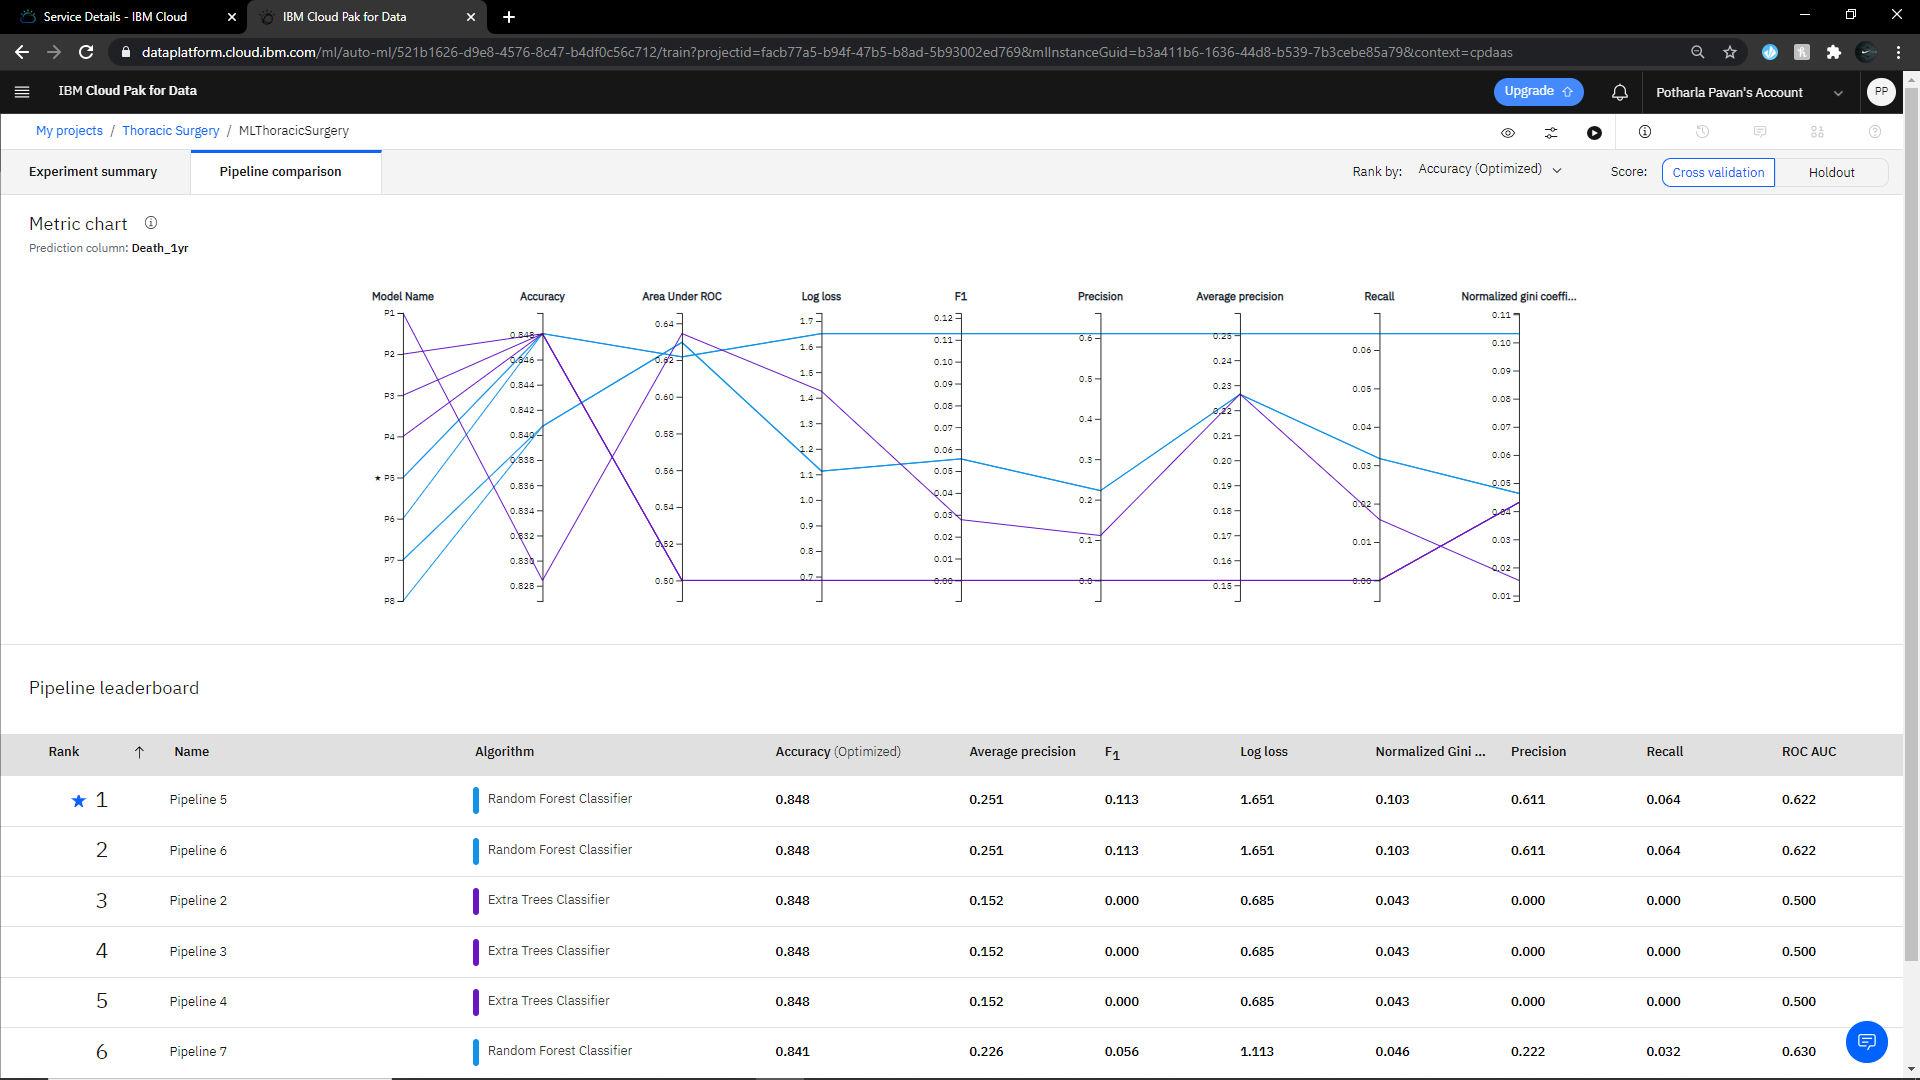 Service Details - IBM Cloud
IBM Cloud Pak for Data
dataplatform.cloud.ibm.com/ml/auto-ml/521b1626-d9e8-4576-8c47-b4df0c56c712/train?projectid=facb77a5-b94f-47b5-b8ad-5b93002ed769&mlInstanceGuid=b3a411b6-1636-44d8-b539-7b3cebe85a79&context=cpdaas
IBM Cloud Pak for Data
Upgrade
Potharla Pavan's Account
PP
My projects / Thoracic Surgery / MLThoracicSurgery
Experiment summary
Pipeline comparison
Rank by: Accuracy (Optimized)
Score: Cross validation Holdout
Metric chart
Prediction column: Death_1yr
Model Name Accuracy Area Under ROC Log loss F1 Precision Average precision Recall Normalized gini coeffi...
P1
P2
P3
P4
★ P5
P6
P7
P8
0.848
0.846
0.844
0.842
0.840
0.838
0.836
0.834
0.832
0.830
0.828
0.64
0.62
0.60
0.58
0.56
0.54
0.52
0.50
1.7
1.6
1.5
1.4
1.3
1.2
1.1
1.0
0.9
0.8
0.7
0.12
0.11
0.10
0.09
0.08
0.07
0.06
0.05
0.04
0.03
0.02
0.01
0.00
0.6
0.5
0.4
0.3
0.2
0.1
0.0
0.25
0.24
0.23
0.22
0.21
0.20
0.19
0.18
0.17
0.16
0.15
0.06
0.05
0.04
0.03
0.02
0.01
0.00
0.11
0.10
0.09
0.08
0.07
0.06
0.05
0.04
0.03
0.02
0.01
Pipeline leaderboard
Rank Name Algorithm Accuracy (Optimized) Average precision F1 Log loss Normalized Gini ... Precision Recall ROC AUC
★ 1 Pipeline 5 Random Forest Classifier 0.848 0.251 0.113 1.651 0.103 0.611 0.064 0.622
2 Pipeline 6 Random Forest Classifier 0.848 0.251 0.113 1.651 0.103 0.611 0.064 0.622
3 Pipeline 2 Extra Trees Classifier 0.848 0.152 0.000 0.685 0.043 0.000 0.000 0.500
4 Pipeline 3 Extra Trees Classifier 0.848 0.152 0.000 0.685 0.043 0.000 0.000 0.500
5 Pipeline 4 Extra Trees Classifier 0.848 0.152 0.000 0.685 0.043 0.000 0.000 0.500
6 Pipeline 7 Random Forest Classifier 0.841 0.226 0.056 1.113 0.046 0.222 0.032 0.630